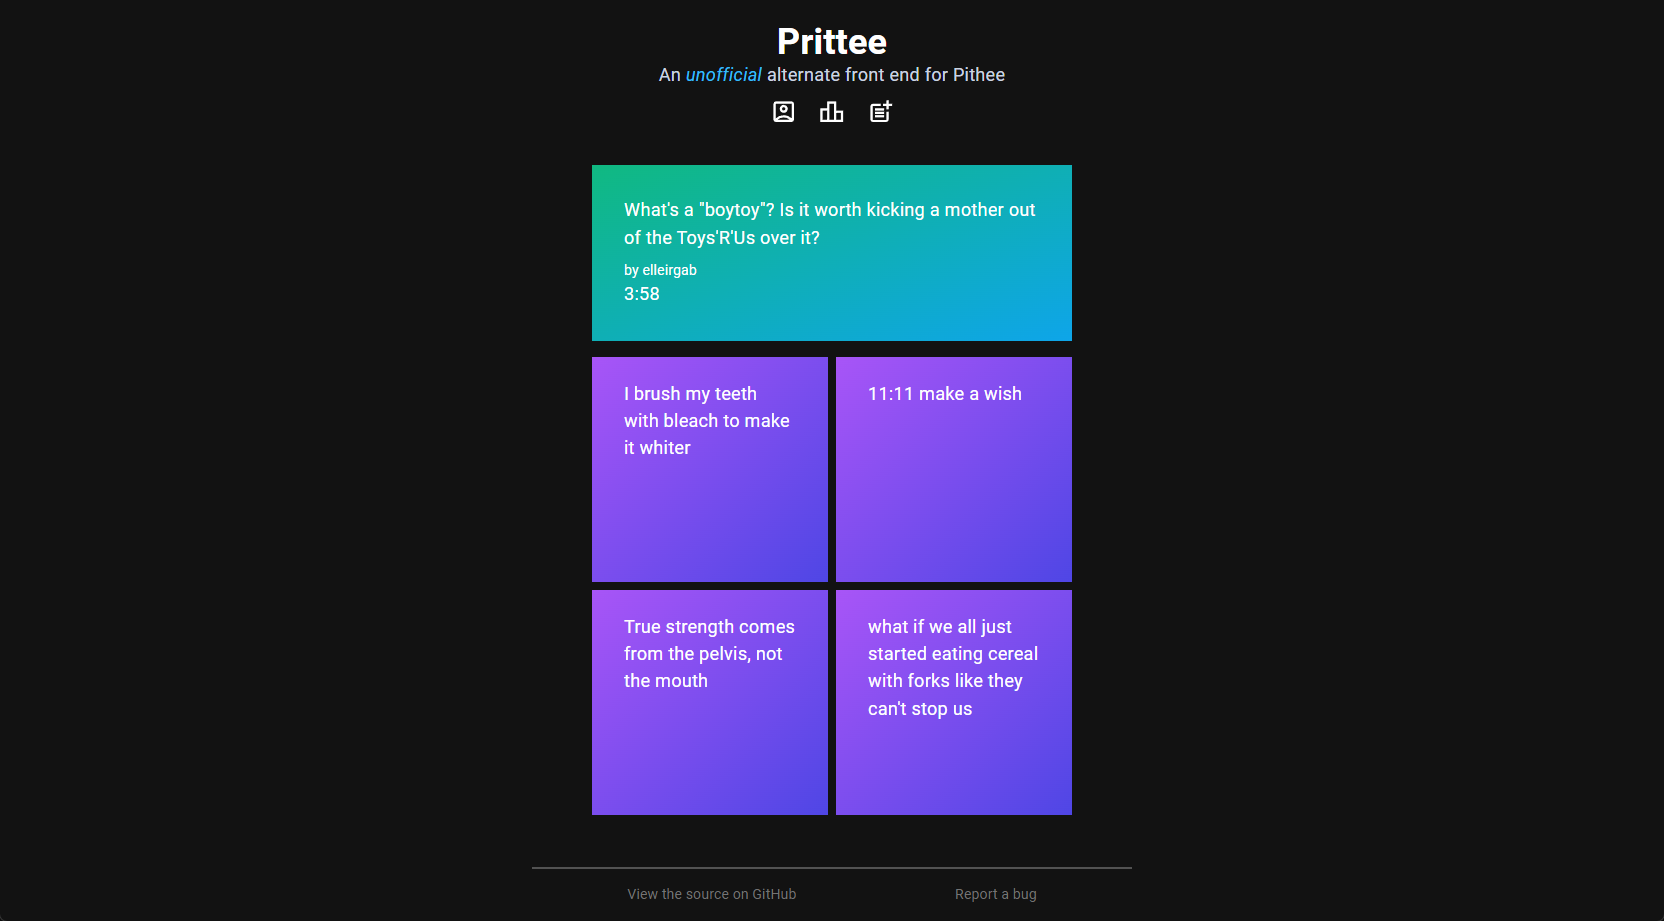 Prittee
An unofficial alternate front end for Pithee
What's a "boytoy"? Is it worth kicking a mother out
of the Toys'R'Us over it?
by elleirgab
3:58
I brush my teeth
with bleach to make
it whiter
11:11 make a wish
True strength comes
from the pelvis, not
the mouth
what if we all just
started eating cereal
with forks like they
can't stop us
View the source on GitHub
Report a bug